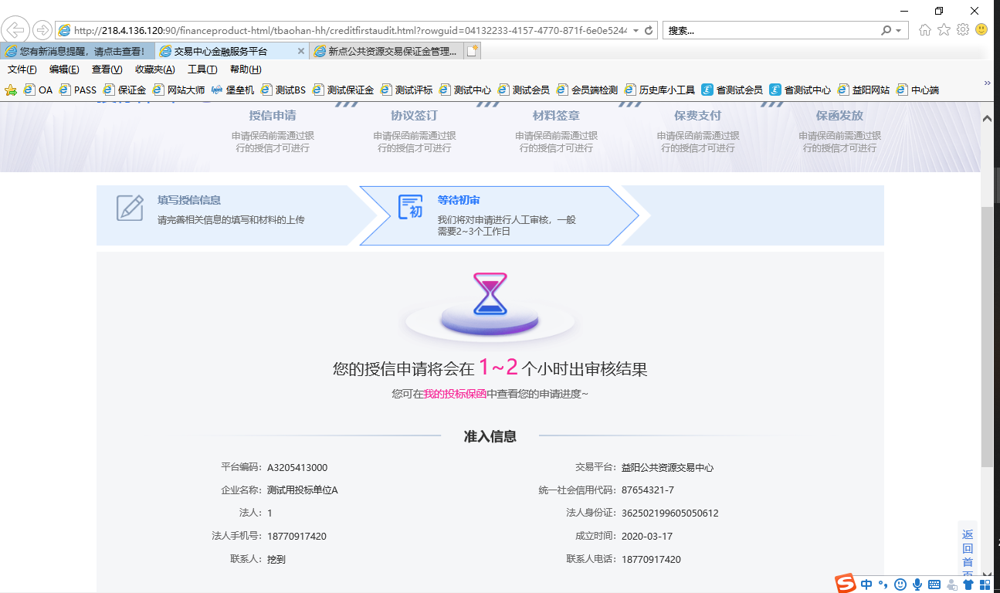 http://218.4.136.120:90/financeproduct-html/tbaohan-hh/creditfirstaudit.html?rowguid=04132233-4157-4770-871f-6e0e5244
搜索...
您有新消息提醒，请点击查看！
交易中心金融服务平台
新点公共资源交易保证金管理...
文件(F) 编辑(E) 查看(V) 收藏夹(A) 工具(T) 帮助(H)
OA PASS 保证金 网站大师 堡垒机 测试BS 测试保证金 测试评标 测试中心 测试会员 会员端检测 历史库小工具 省测试会员 省测试中心 益阳网站 中心端
授信申请 协议签订 材料签章 保费支付 保函发放
申请保函前需通过银 申请保函前需通过银 申请保函前需通过银 申请保函前需通过银 申请保函前需通过银
行的授信才可进行 行的授信才可进行 行的授信才可进行 行的授信才可进行 行的授信才可进行
填写授信信息
请完善相关信息的填写和材料的上传
初
等待初审
我们将对申请进行人工审核，一般
需要2~3个工作日
您的授信申请将会在 1~2 个小时出审核结果
您可在我的投标保函中查看您的申请进度~
准入信息
平台编码： A3205413000 交易平台： 益阳公共资源交易中心
企业名称： 测试用投标单位A 统一社会信用代码： 87654321-7
法人： 1 法人身份证： 362502199605050612
法人手机号： 18770917420 成立时间： 2020-03-17
联系人： 挖到 联系人电话： 18770917420
返
回
首
S 中